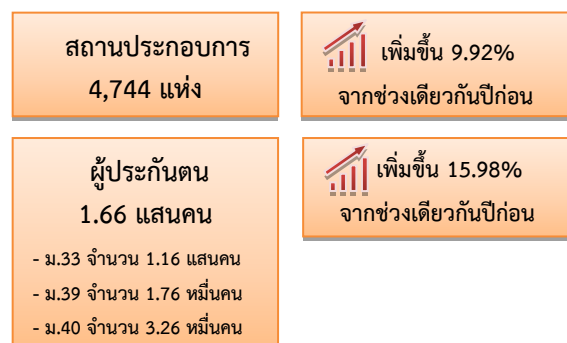 สถานประกอบการ
4,744 แห่ง
เพิ่มขึ้น 9.92%
จากช่วงเดียวกันปีก่อน
ผู้ประกันตน
1.66 แสนคน
- ม.33 จำนวน 1.16 แสนคน
- ม.39 จำนวน 1.76 หมื่นคน
- ม.40 จำนวน 3.26 หมื่นคน
เพิ่มขึ้น 15.98%
จากช่วงเดียวกันปีก่อน